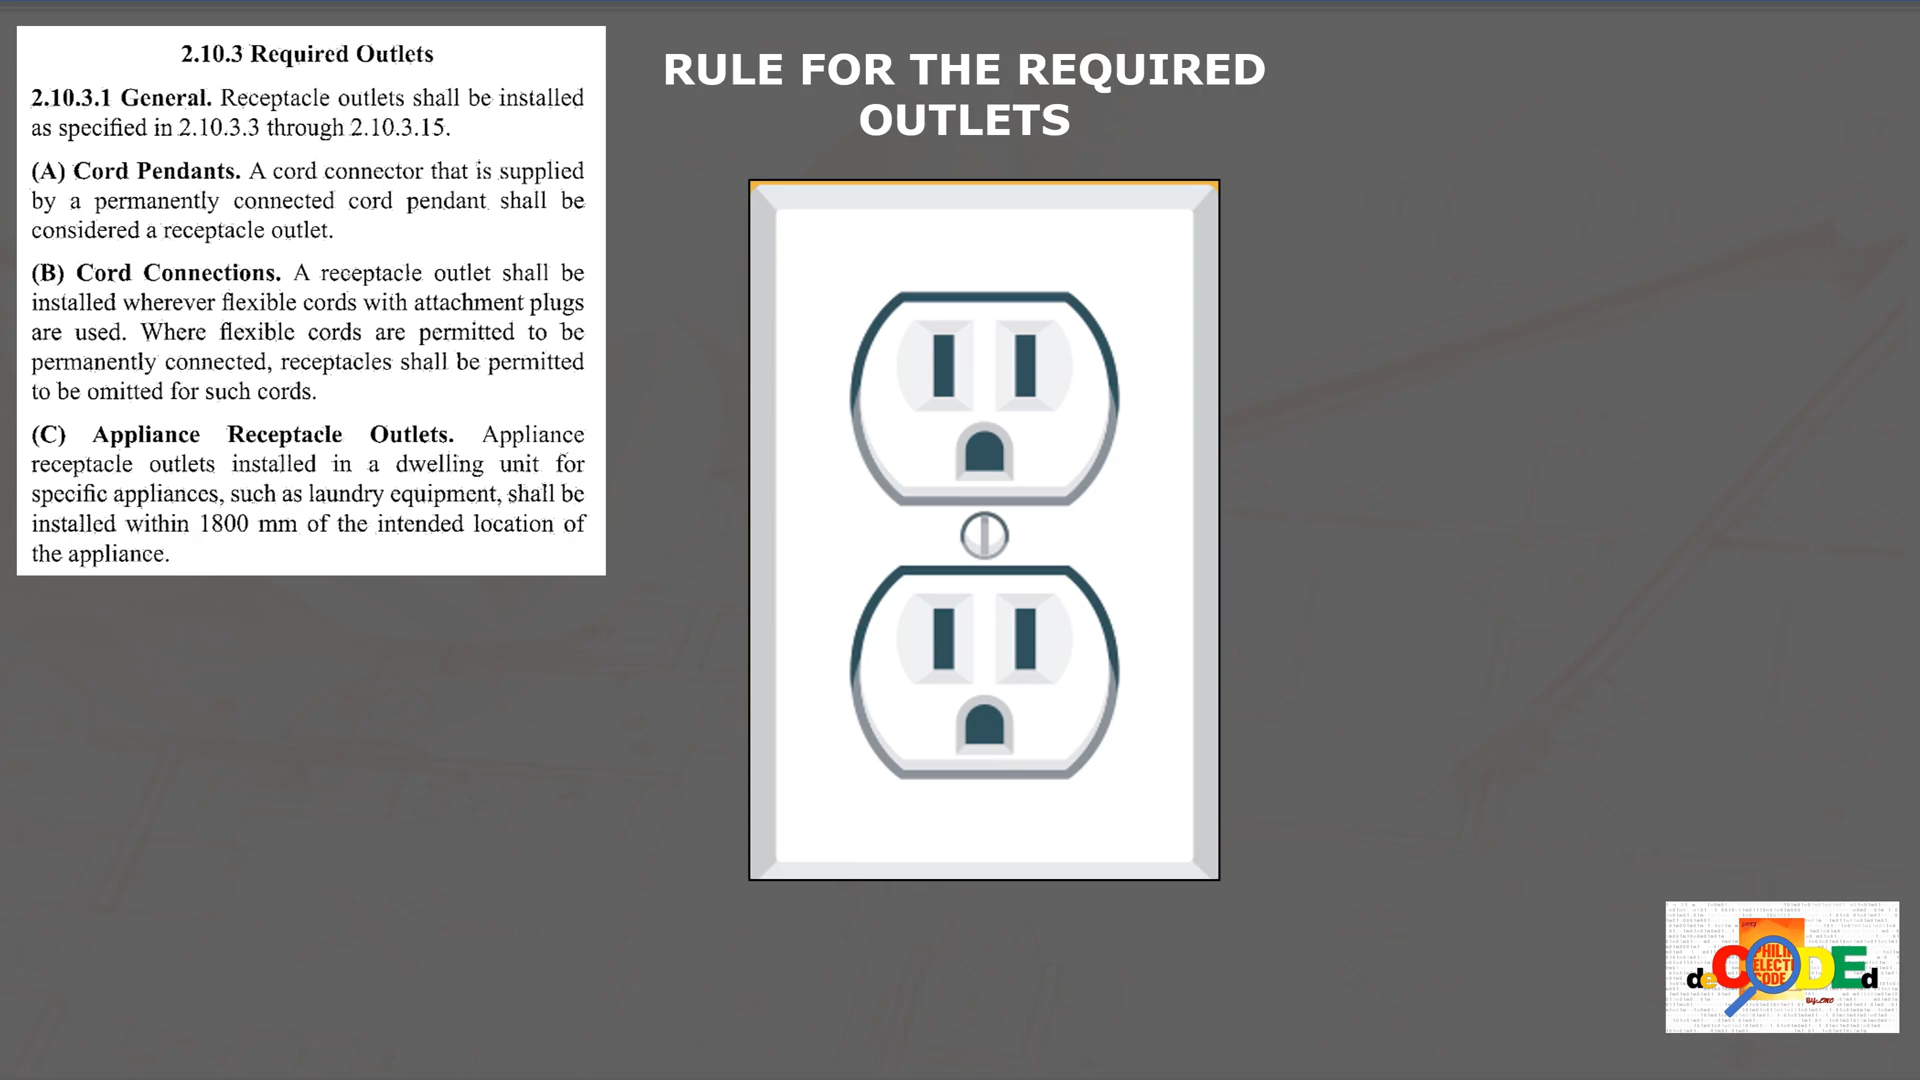 2.10.3 Required Outlets
2.10.3.1 General. Receptacle outlets shall be installed
as specified in 2.10.3.3 through 2.10.3.15.
(A) Cord Pendants. A cord connector that is supplied
by a permanently connected cord pendant shall be
considered a receptacle outlet.
(B) Cord Connections. A receptacle outlet shall be
installed wherever flexible cords with attachment plugs
are used. Where flexible cords are permitted to be
permanently connected, receptacles shall be permitted
to be omitted for such cords.
(C) Appliance Receptacle Outlets. Appliance
receptacle outlets installed in a dwelling unit for
specific appliances, such as laundry equipment, shall be
installed within 1800 mm of the intended location of
the appliance.
RULE FOR THE REQUIRED
OUTLETS
deCODEd